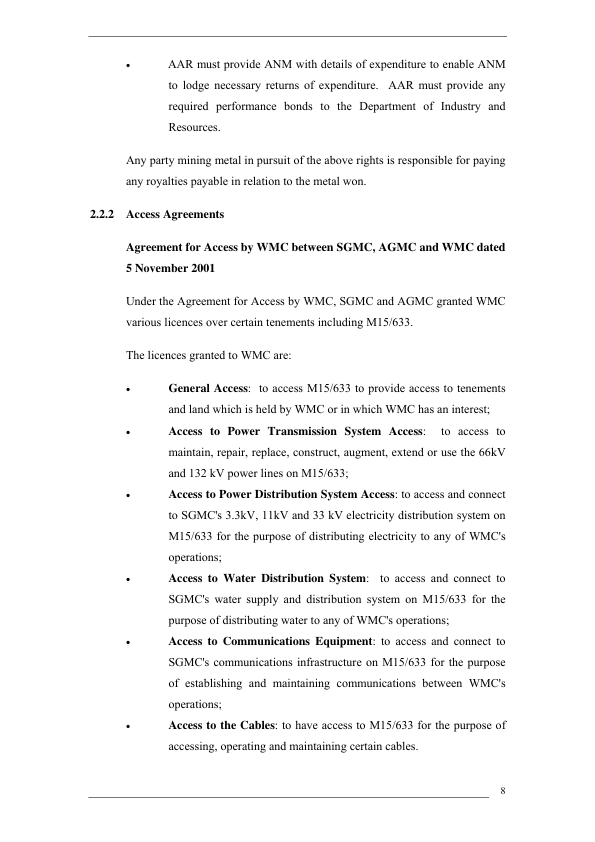 • AAR must provide ANM with details of expenditure to enable ANM
to lodge necessary returns of expenditure.  AAR must provide any
required performance bonds to the Department of Industry and
Resources.
Any party mining metal in pursuit of the above rights is responsible for paying
any royalties payable in relation to the metal won.
2.2.2 Access Agreements
Agreement for Access by WMC between SGMC, AGMC and WMC dated
5 November 2001
Under the Agreement for Access by WMC, SGMC and AGMC granted WMC
various licences over certain tenements including M15/633.
The licences granted to WMC are:
• General Access:  to access M15/633 to provide access to tenements
and land which is held by WMC or in which WMC has an interest;
• Access to Power Transmission System Access:  to access to
maintain, repair, replace, construct, augment, extend or use the 66kV
and 132 kV power lines on M15/633;
• Access to Power Distribution System Access: to access and connect
to SGMC's 3.3kV, 11kV and 33 kV electricity distribution system on
M15/633 for the purpose of distributing electricity to any of WMC's
operations;
• Access to Water Distribution System:  to access and connect to
SGMC's water supply and distribution system on M15/633 for the
purpose of distributing water to any of WMC's operations;
• Access to Communications Equipment: to access and connect to
SGMC's communications infrastructure on M15/633 for the purpose
of establishing and maintaining communications between WMC's
operations;
• Access to the Cables: to have access to M15/633 for the purpose of
accessing, operating and maintaining certain cables.
8